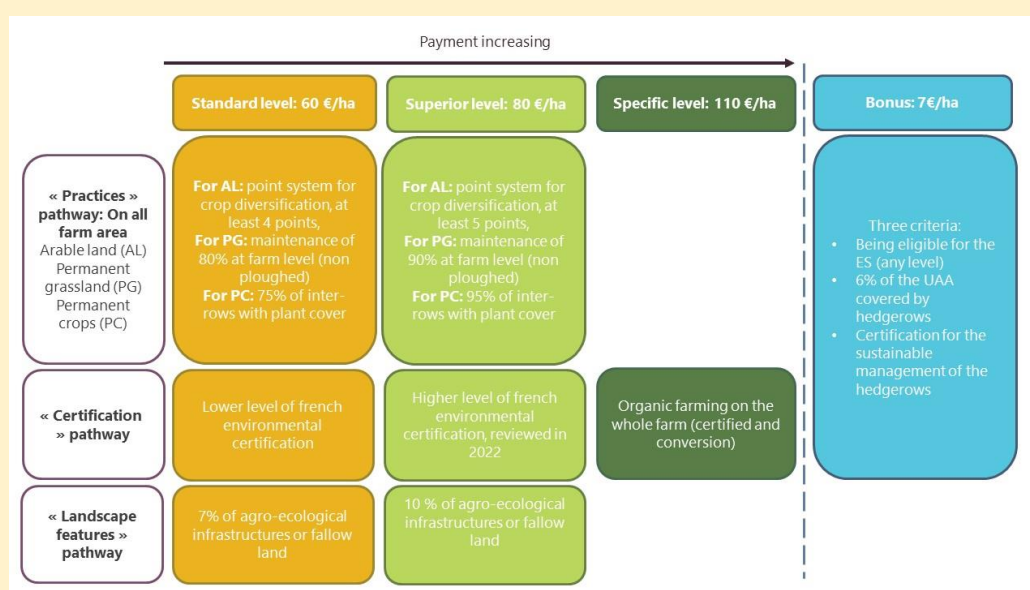 Payment increasing
Standard level: 60 €/ha
Superior level: 80 €/ha
Specific level: 110 €/ha
Bonus: 7€/ha
« Practices »
pathway: On all
farm area
Arable land (AL)
Permanent
grassland (PG)
Permanent
crops (PC)
For AL: point system for
crop diversification, at
least 4 points,
For PG: maintenance of
80% at farm level (non
ploughed)
For PC: 75% of inter-
rows with plant cover
For AL: point system for
crop diversification, at
least 5 points,
For PG: maintenance of
90% at farm level (non
ploughed)
For PC: 95% of inter-
rows with plant cover
Three criteria:
• Being eligible for the
ES (any level)
• 6% of the UAA
covered by
hedgerows
• Certification for the
sustainable
management of the
hedgerows
« Certification
» pathway
Lower level of french
environmental
certification
Higher level of french
environmental
certification, reviewed in
2022
Organic farming on the
whole farm (certified and
conversion)
« Landscape
features »
pathway
7% of agro-ecological
infrastructures or fallow
land
10 % of agro-ecological
infrastructures or fallow
land